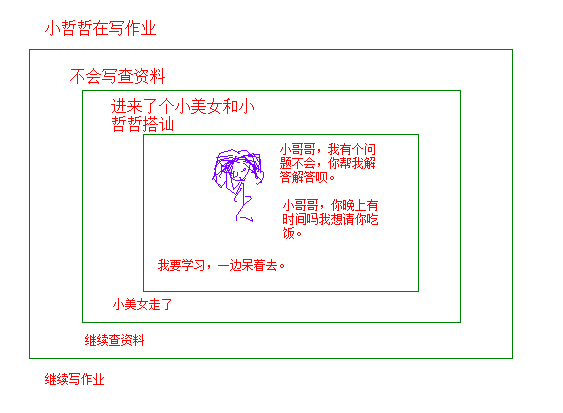 小哲哲在写作业
不会写查资料
进来了个小美女和小
哲哲搭讪
小哥哥，我有个问
题不会，你帮我解
答解答呗。
小哥哥，你晚上有
时间吗我想请你吃
饭。
我要学习，一边呆着去。
小美女走了
继续查资料
继续写作业